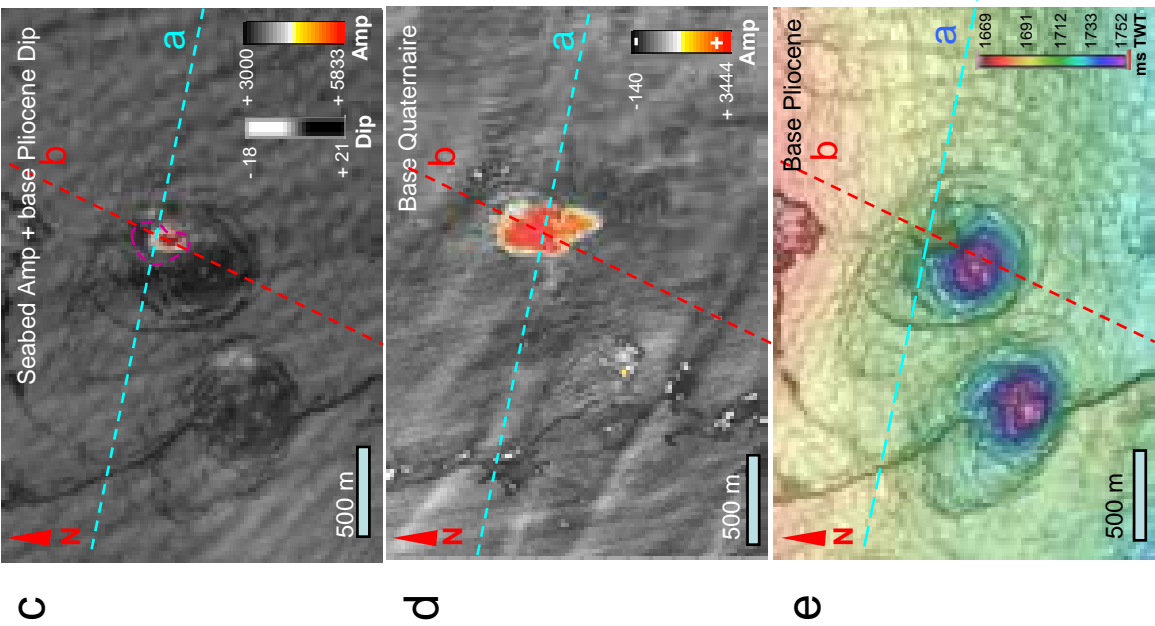 c
Seabed Amp + base Pliocene Dip
b
a
- 18
+ 3000
+ 21
+ 5833
Dip
Amp
N
500 m
d
Base Quaternaire
b
a
-
-140
+
+ 3444
Amp
N
500 m
e
Base Pliocene
b
a
1669
1691
1712
1733
1752
ms TWT
N
500 m